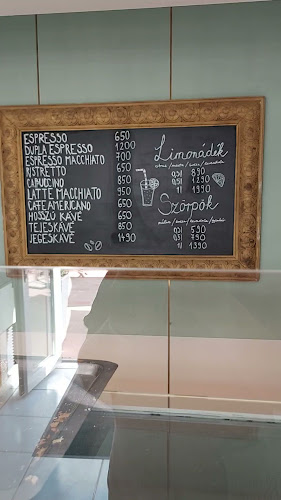 ESPRESSO 650
DUPLA ESPRESSO 1200
ESPRESSO MACCHIATO 700
RISTRETTO 650
CAPUCCINO 850
LATTE MACCHIATO 950
CAFE AMERICANO 650
HOSSZÚ KÁVÉ 650
TEJESKÁVÉ 850
JEGESKÁVÉ 1490
Limonádék
0,3l 890
0,5l 1290
1l 1990
Szörpök
0,3l 590
0,5l 790
1l 1390